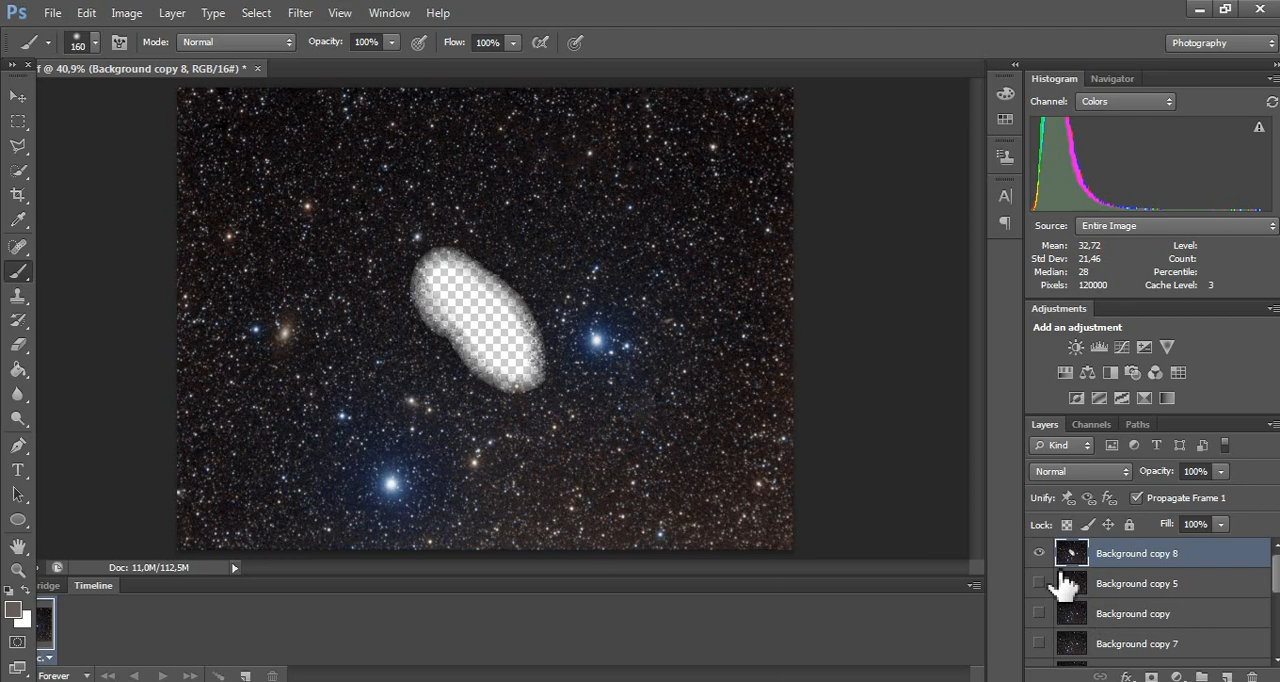 Ps File Edit Image Layer Type Select Filter View Window Help
160 Mode: Normal Opacity: 100% Flow: 100% Photography
f @ 40,9% (Background copy 8, RGB/16#) * ×
Histogram Navigator
Channel: Colors
Source: Entire Image
Mean: 32,72 Level:
Std Dev: 21,46 Count:
Median: 28 Percentile:
Pixels: 120000 Cache Level: 3
Adjustments
Add an adjustment
Layers Channels Paths
Kind
Normal Opacity: 100%
Unify: Propagate Frame 1
Lock: Fill: 100%
Background copy 8
Background copy 5
Background copy
Background copy 7
Doc: 11,0M/112,5M
ridge Timeline
c.
Forever